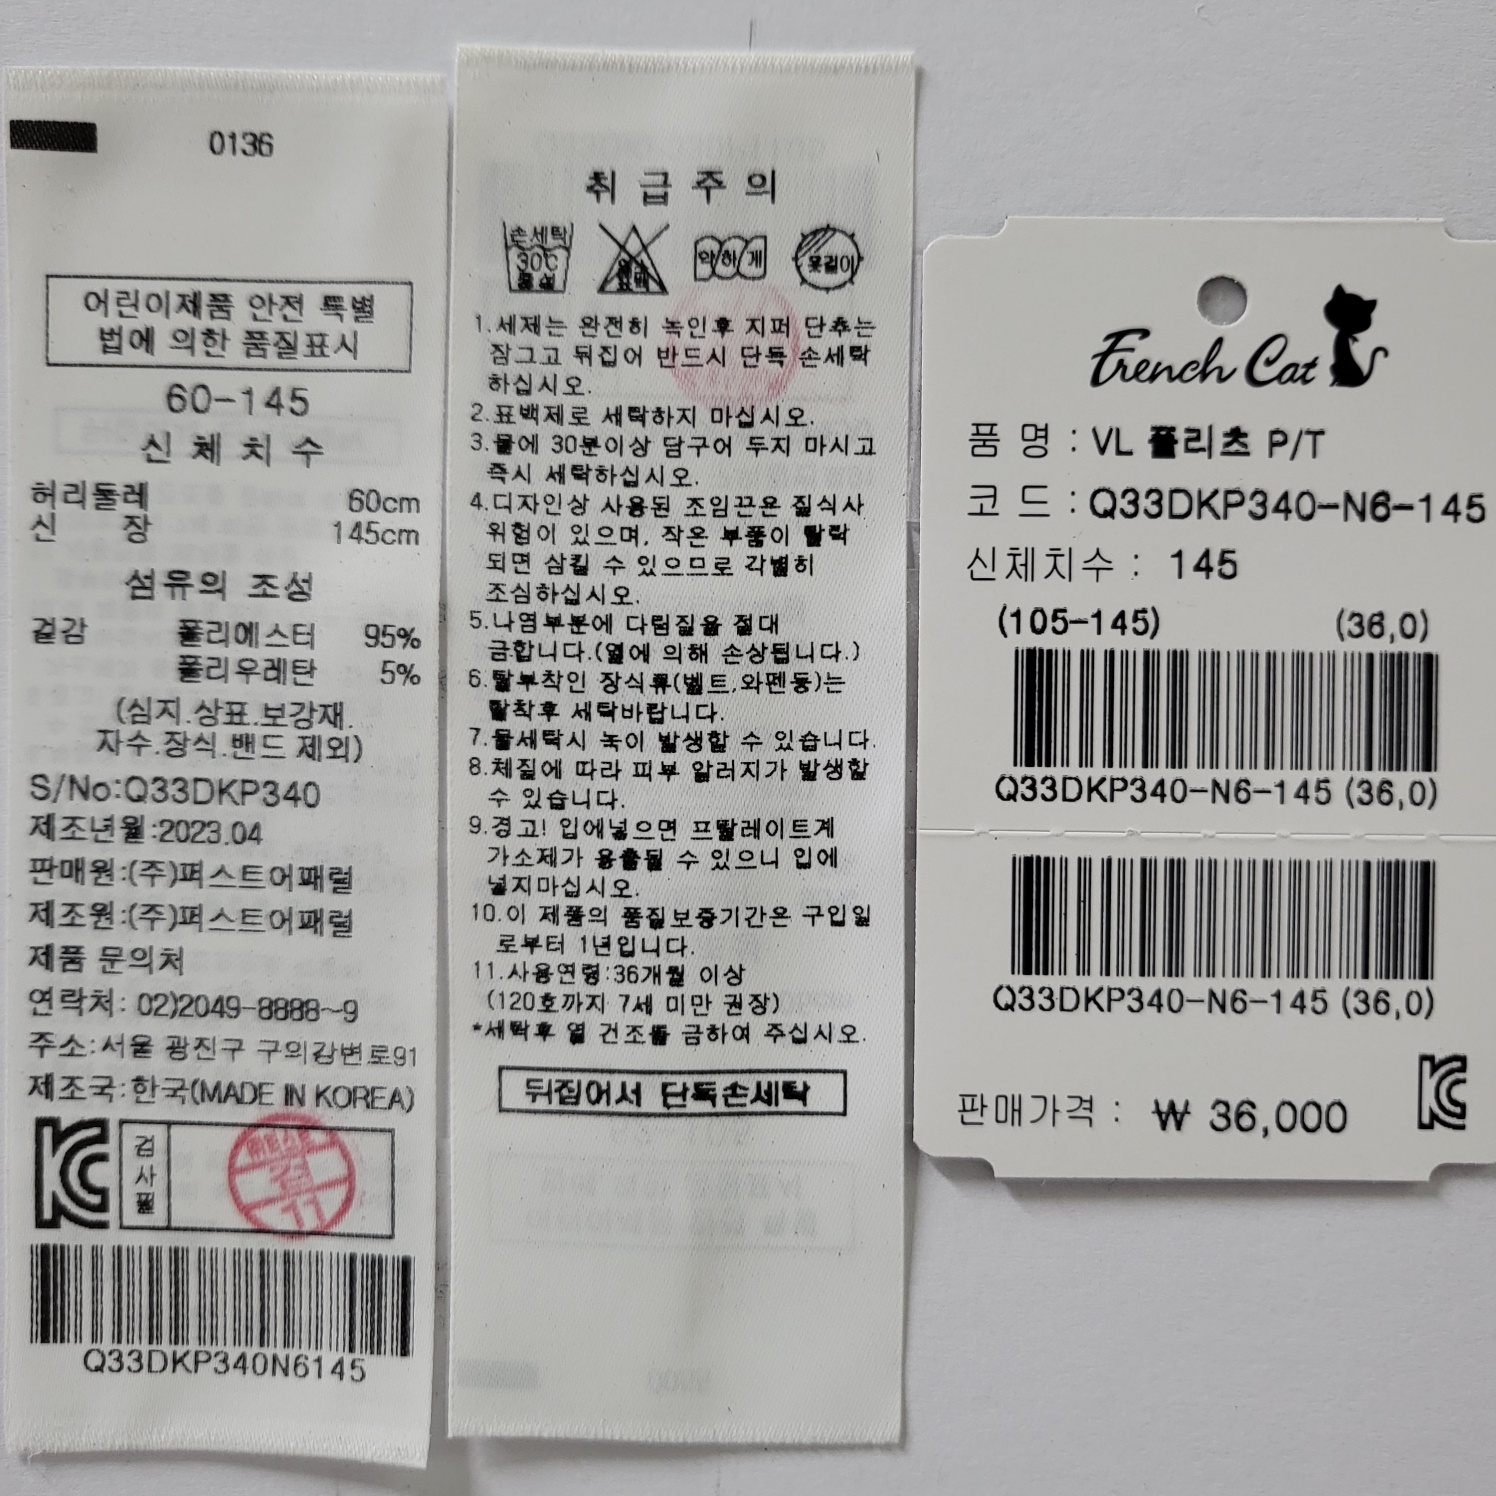 0136
어린이제품 안전 특별
법에 의한 품질표시
60-145
신체치수
허리둘레 60cm
신 장 145cm
섬유의 조성
겉감 폴리에스터 95%
폴리우레탄 5%
(심지.상표.보강재.
자수.장식.밴드 제외)
S/No:Q33DKP340
제조년월:2023.04
판매원:(주)퍼스트어패럴
제조원:(주)퍼스트어패럴
제품 문의처
연락처: 02)2049-8888~9
주소:서울 광진구 구의강변로91
제조국:한국(MADE IN KOREA)
검사필
11
Q33DKP340N6145
취급주의
손세탁
30℃
중성
염소
표백
약하게
옷걸이
1.세제는 완전히 녹인후 지퍼 단추는
잠그고 뒤집어 반드시 단독 손세탁
하십시오.
2.표백제로 세탁하지 마십시오.
3.물에 30분이상 담구어 두지 마시고
즉시 세탁하십시오.
4.디자인상 사용된 조임끈은 질식사
위험이 있으며, 작은 부품이 탈락
되면 삼킬 수 있으므로 각별히
조심하십시오.
5.나염부분에 다림질을 절대
금합니다.(열에 의해 손상됩니다.)
6.탈부착인 장식류(벨트,와펜등)는
탈착후 세탁바랍니다.
7.물세탁시 녹이 발생할 수 있습니다.
8.체질에 따라 피부 알러지가 발생할
수 있습니다.
9.경고! 입에넣으면 프탈레이트계
가소제가 용출될 수 있으니 입에
넣지마십시오.
10.이 제품의 품질보증기간은 구입일
로부터 1년입니다.
11.사용연령:36개월 이상
(120호까지 7세 미만 권장)
*세탁후 열 건조를 금하여 주십시오.
뒤집어서 단독손세탁
French Cat
품 명 : VL 플리츠 P/T
코 드 : Q33DKP340-N6-145
신체치수 : 145
(105-145) (36,0)
Q33DKP340-N6-145 (36,0)
Q33DKP340-N6-145 (36,0)
판매가격 : ₩ 36,000